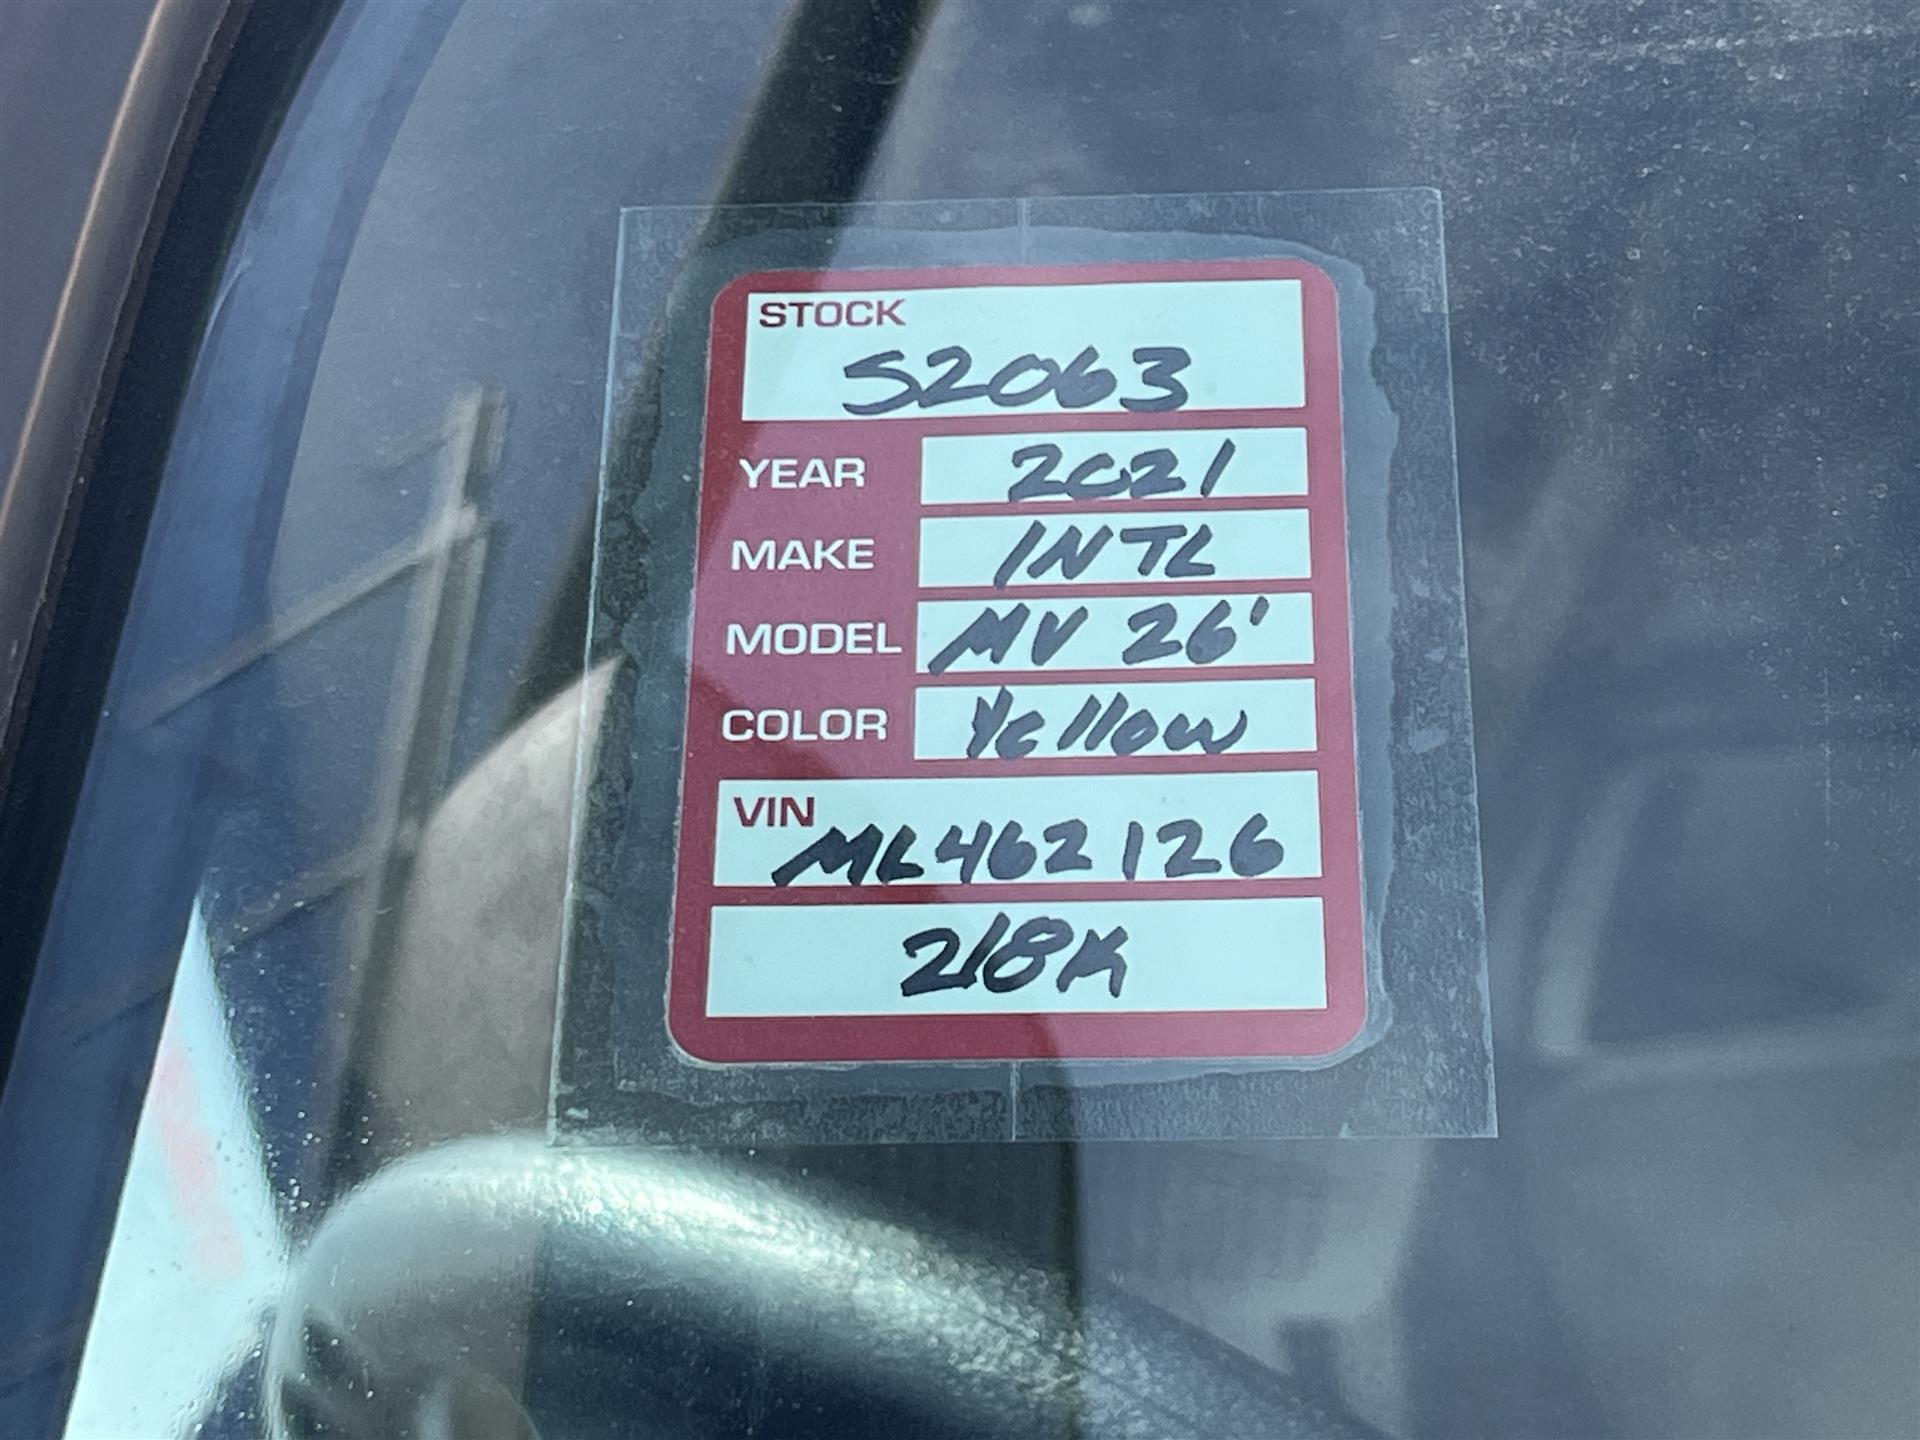 STOCK
S2063
YEAR 2021
MAKE INTL
MODEL MV 26'
COLOR Yellow
VIN
ML462126
218K